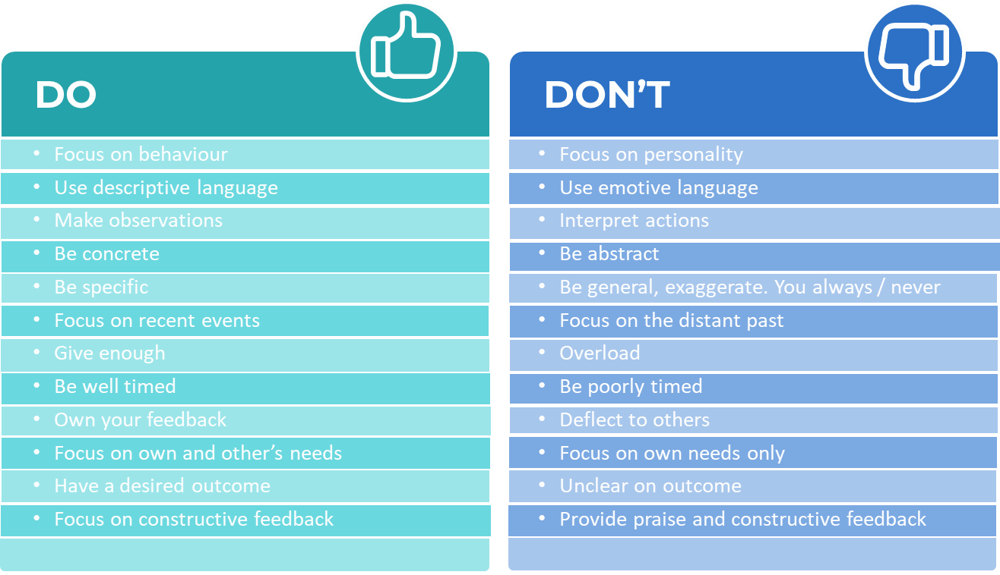 DO
• Focus on behaviour
• Use descriptive language
• Make observations
• Be concrete
• Be specific
• Focus on recent events
• Give enough
• Be well timed
• Own your feedback
• Focus on own and other’s needs
• Have a desired outcome
• Focus on constructive feedback
DON’T
• Focus on personality
• Use emotive language
• Interpret actions
• Be abstract
• Be general, exaggerate. You always / never
• Focus on the distant past
• Overload
• Be poorly timed
• Deflect to others
• Focus on own needs only
• Unclear on outcome
• Provide praise and constructive feedback